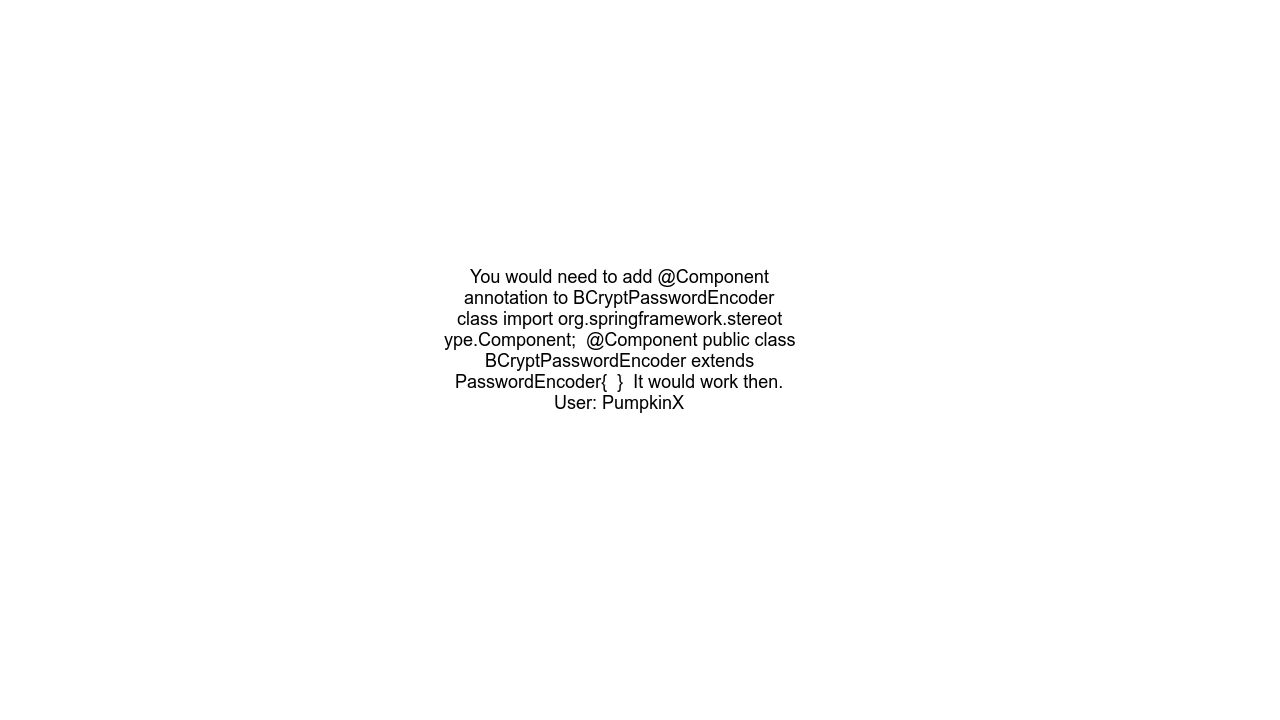 You would need to add @Component
annotation to BCryptPasswordEncoder
class import org.springframework.stereot
ype.Component;  @Component public class
BCryptPasswordEncoder extends
PasswordEncoder{  }  It would work then.
User: PumpkinX